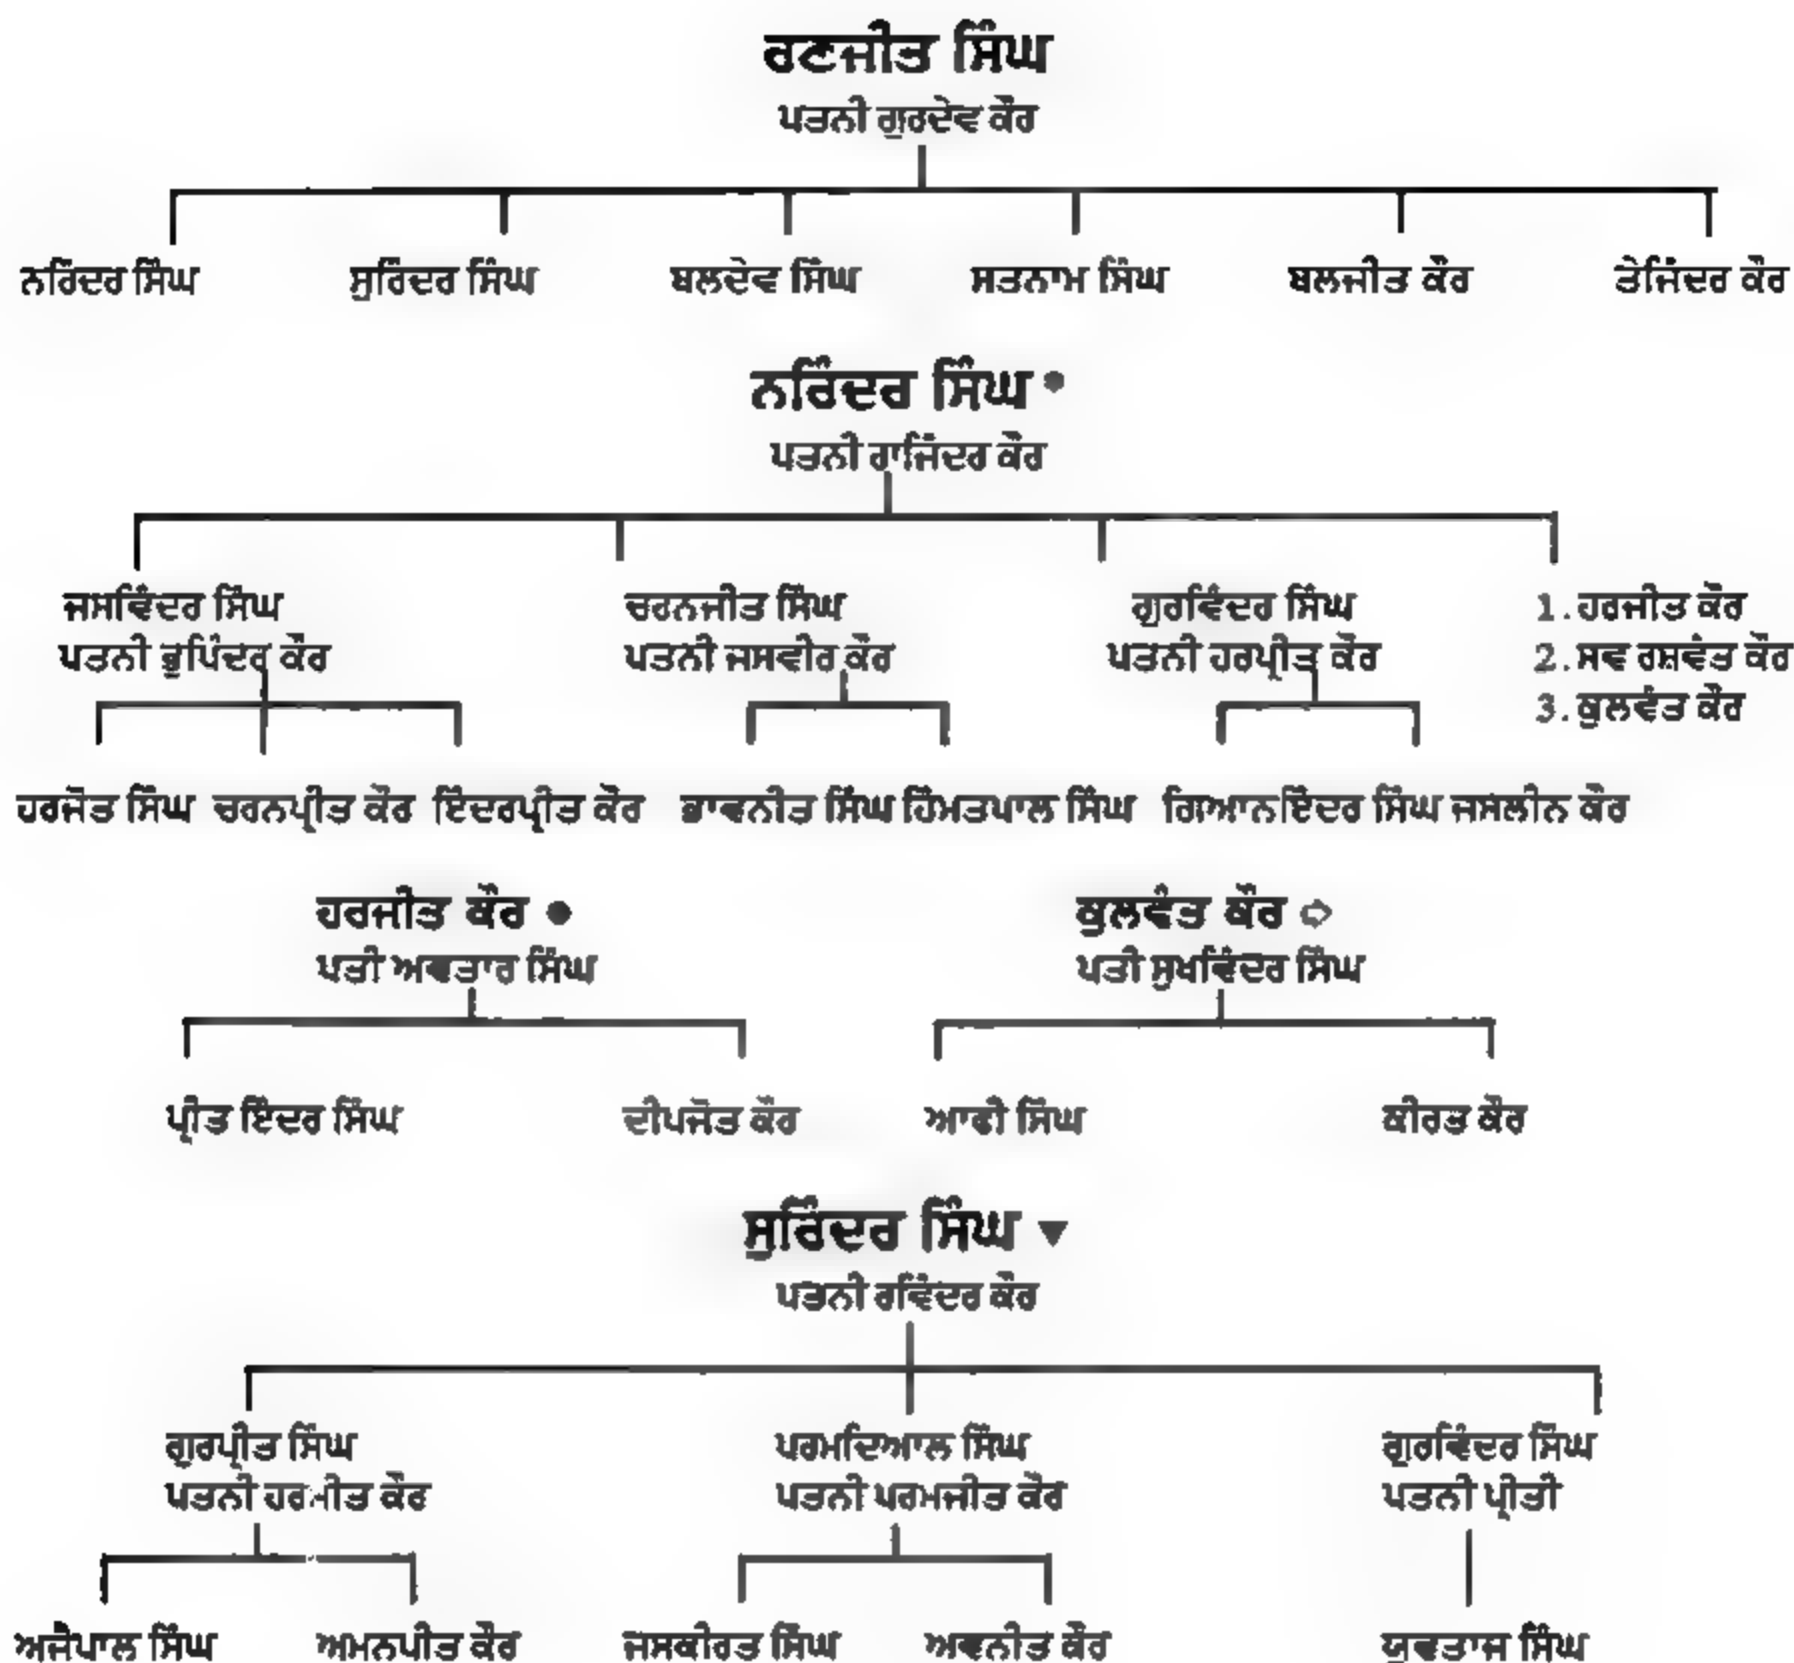 ਰਣਜੀਤ ਸਿੰਘ
ਪਤਨੀ ਗੁਰਦੇਵ ਕੌਰ
ਨਰਿੰਦਰ ਸਿੰਘ ਸੁਰਿੰਦਰ ਸਿੰਘ ਬਲਦੇਵ ਸਿੰਘ ਸਤਨਾਮ ਸਿੰਘ ਬਲਜੀਤ ਕੌਰ ਤੇਜਿੰਦਰ ਕੌਰ
ਨਰਿੰਦਰ ਸਿੰਘ
ਪਤਨੀ ਰਾਜਿੰਦਰ ਕੌਰ
ਜਸਵਿੰਦਰ ਸਿੰਘ ਚਰਨਜੀਤ ਸਿੰਘ ਗੁਰਵਿੰਦਰ ਸਿੰਘ 1. ਹਰਜੀਤ ਕੌਰ
ਪਤਨੀ ਭੁਪਿੰਦਰ ਕੌਰ ਪਤਨੀ ਜਸਵੀਰ ਕੌਰ ਪਤਨੀ ਹਰਪ੍ਰੀਤ ਕੌਰ 2. ਸਵ ਰਸ਼ਵੰਤ ਕੌਰ
3. ਕੁਲਵੰਤ ਕੌਰ
ਹਰਜੋਤ ਸਿੰਘ ਚਰਨਪ੍ਰੀਤ ਕੌਰ ਇੰਦਰਪ੍ਰੀਤ ਕੌਰ ਭਾਵਨੀਤ ਸਿੰਘ ਹਿੰਮਤਪਾਲ ਸਿੰਘ ਗਿਆਨਇੰਦਰ ਸਿੰਘ ਜਸਲੀਨ ਕੌਰ
ਹਰਜੀਤ ਕੌਰ ਕੁਲਵੰਤ ਕੌਰ
ਪਤੀ ਅਵਤਾਰ ਸਿੰਘ ਪਤੀ ਸੁਖਵਿੰਦਰ ਸਿੰਘ
ਪ੍ਰੀਤ ਇੰਦਰ ਸਿੰਘ ਦੀਪਜੋਤ ਕੌਰ ਸਿੰਘ ਕੀਰਤ ਕੌਰ
ਸੁਰਿੰਦਰ ਸਿੰਘ
ਪਤਨੀ ਰਵਿੰਦਰ ਕੌਰ
ਗੁਰਪ੍ਰੀਤ ਸਿੰਘ ਪਰਮਦਿਆਲ ਸਿੰਘ ਗੁਰਵਿੰਦਰ ਸਿੰਘ
ਪਤਨੀ ਕੌਰ ਪਤਨੀ ਪਰਮਜੀਤ ਕੌਰ ਪਤਨੀ ਪ੍ਰੀਤੀ
ਅਜੈਪਾਲ ਸਿੰਘ ਅਮਨਪੀਤ ਕੌਰ ਜਸਕੀਰਤ ਸਿੰਘ ਅਵਨੀਤ ਕੌਰ ਯੁਵਤਾਜ ਸਿੰਘ